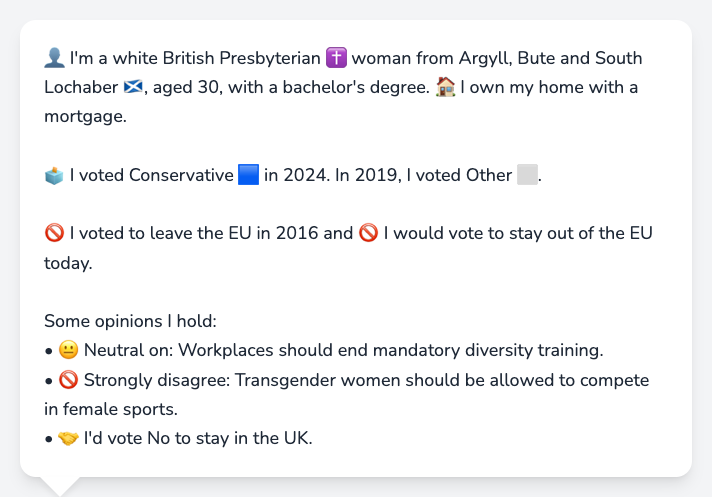 👤 I'm a white British Presbyterian ✝️ woman from Argyll, Bute and South
Lochaber 🏴󠁧󠁢󠁳󠁣󠁴󠁿, aged 30, with a bachelor's degree. 🏠 I own my home with a
mortgage.
🗳️ I voted Conservative 🟦 in 2024. In 2019, I voted Other ⬜.
🚫 I voted to leave the EU in 2016 and 🚫 I would vote to stay out of the EU
today.
Some opinions I hold:
• 😐 Neutral on: Workplaces should end mandatory diversity training.
• 🚫 Strongly disagree: Transgender women should be allowed to compete
in female sports.
• 🤝 I'd vote No to stay in the UK.